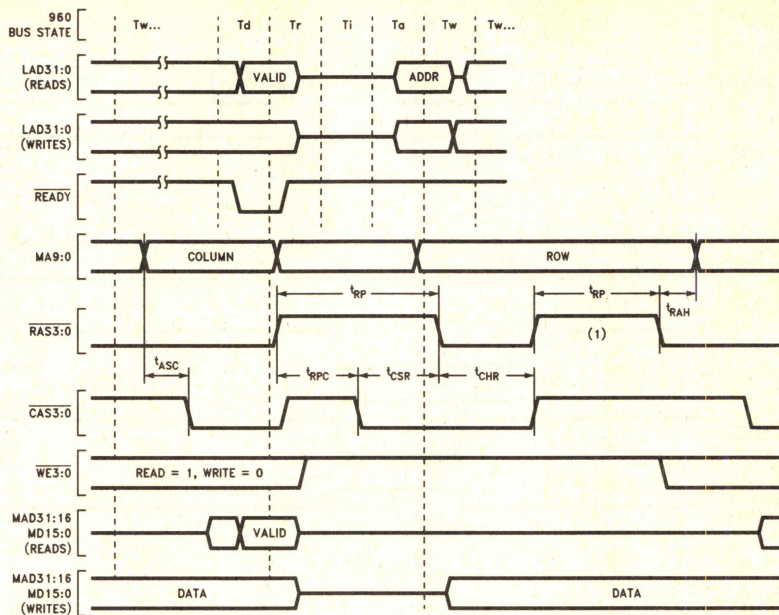 960
BUS STATE
Tw... Td Tr Ti Ta Tw Tw...
LAD31:0
(READS)
VALID ADDR
LAD31:0
(WRITES)
READY
MA9:0
COLUMN ROW
tRP tRP
RAS3:0
(1)
tRAH
tASC tRPC tCSR tCHR
CAS3:0
WE3:0
READ = 1, WRITE = 0
MAD31:16
MD15:0
(READS)
VALID
MAD31:16
MD15:0
(WRITES)
DATA DATA